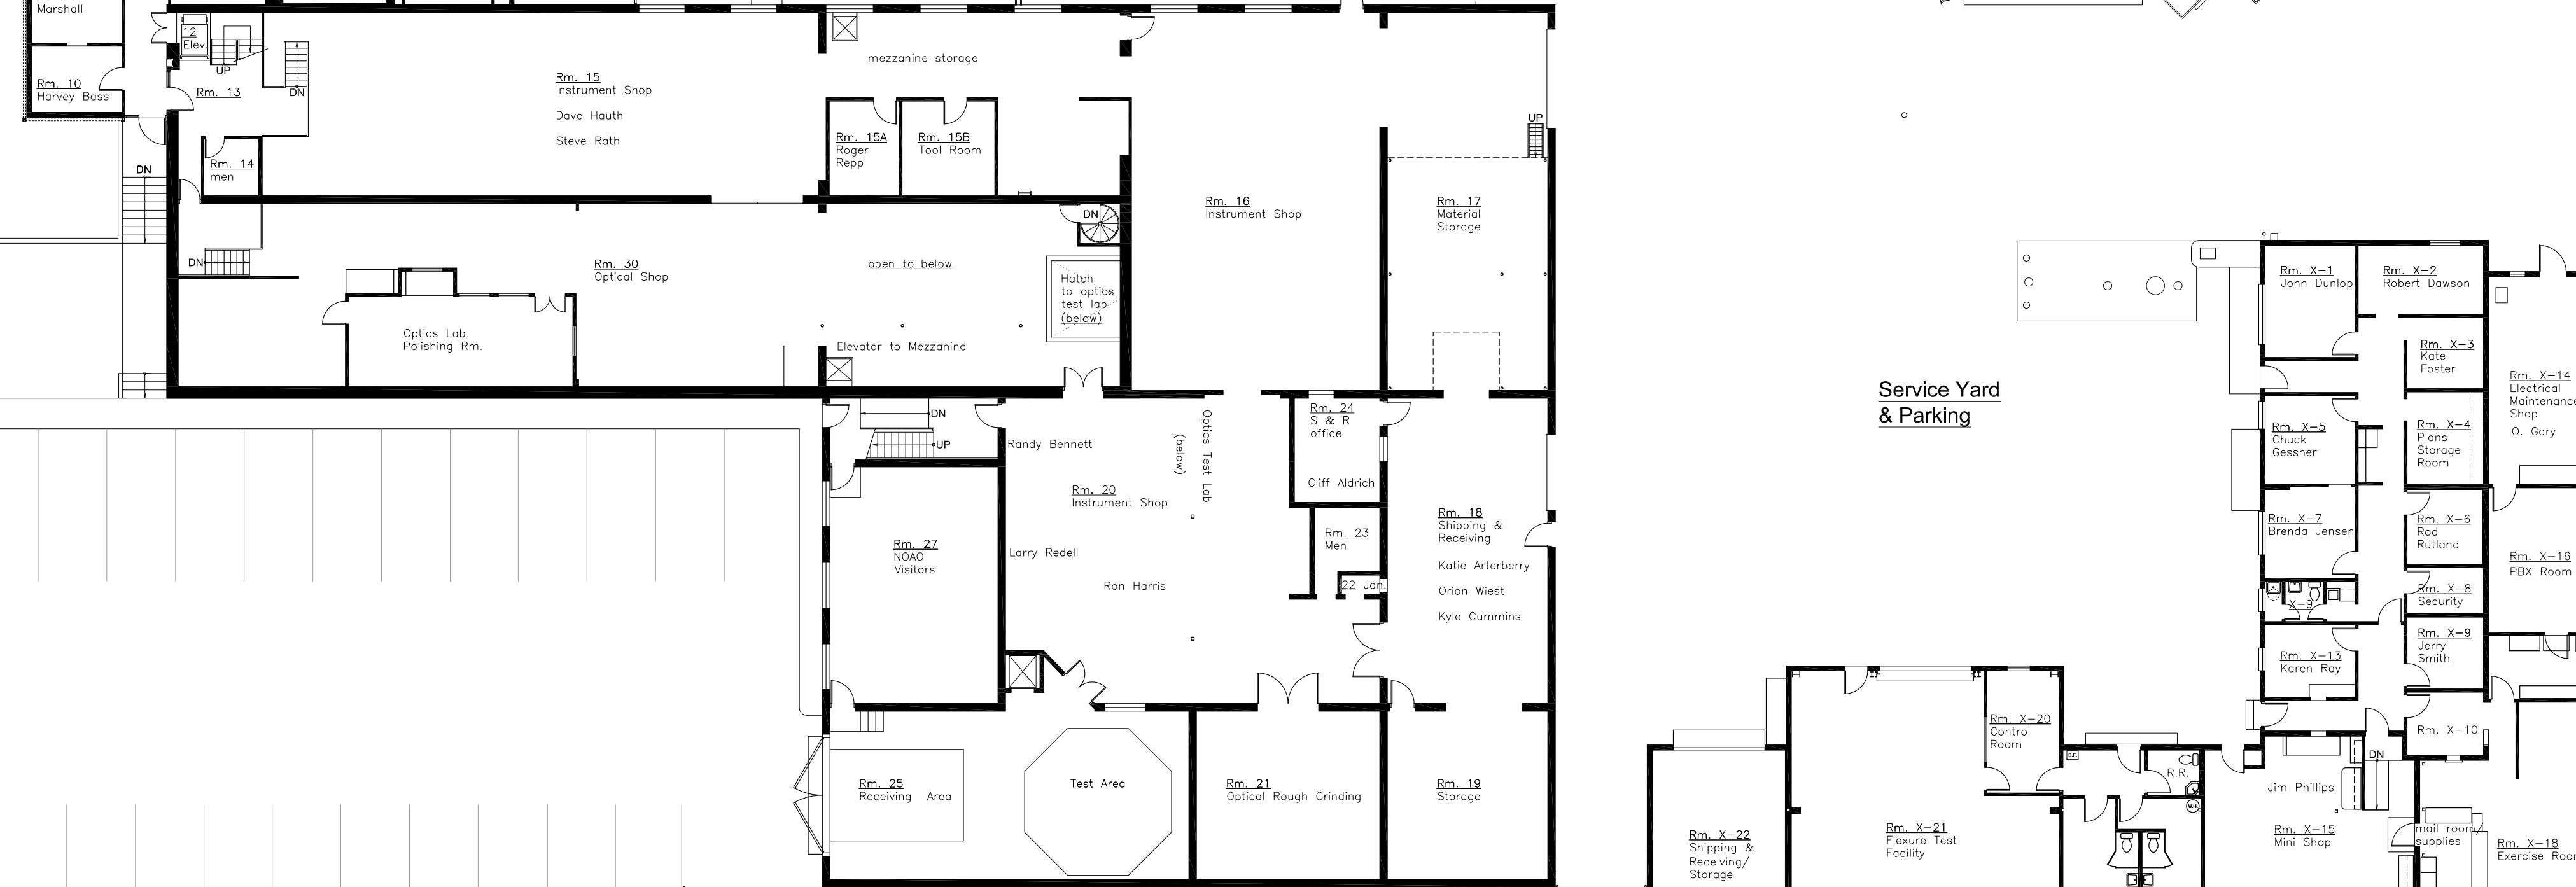 Marshall
Rm. 10
Harvey Bass
12
Elev.
UP
DN
Rm. 13
Rm. 14
men
DN
Rm. 15
Instrument Shop
Dave Hauth
Steve Rath
mezzanine storage
Rm. 15A
Roger
Repp
Rm. 15B
Tool Room
Rm. 16
Instrument Shop
UP
Rm. 17
Material
Storage
DN
Rm. 30
Optical Shop
open to below
DN
Hatch
to optics
test lab
(below)
Optics Lab
Polishing Rm.
Elevator to Mezzanine
DN
UP
Randy Bennett
Optics Test Lab
(below)
Rm. 20
Instrument Shop
Larry Redell
Ron Harris
Rm. 24
S & R
office
Cliff Aldrich
Rm. 23
Men
22 Jan.
Rm. 18
Shipping &
Receiving
Katie Arterberry
Orion Wiest
Kyle Cummins
Rm. 27
NOAO
Visitors
Rm. 25
Receiving Area
Test Area
Rm. 21
Optical Rough Grinding
Rm. 19
Storage
Service Yard
& Parking
Rm. X-1
John Dunlop
Rm. X-2
Robert Dawson
Rm. X-3
Kate
Foster
Rm. X-14
Electrical
Maintenance
Shop
O. Gary
Rm. X-5
Chuck
Gessner
Rm. X-4
Plans
Storage
Room
Rm. X-7
Brenda Jensen
Rm. X-6
Rod
Rutland
Rm. X-16
PBX Room
Rm. X-8
Security
X-9
Rm. X-9
Jerry
Smith
Rm. X-13
Karen Ray
Rm. X-10
Rm. X-20
Control
Room
D.F.
R.R.
W.H.
DN
Jim Phillips
Rm. X-15
Mini Shop
mail room/
supplies
Rm. X-18
Exercise Room
Rm. X-21
Flexure Test
Facility
Rm. X-22
Shipping &
Receiving/
Storage